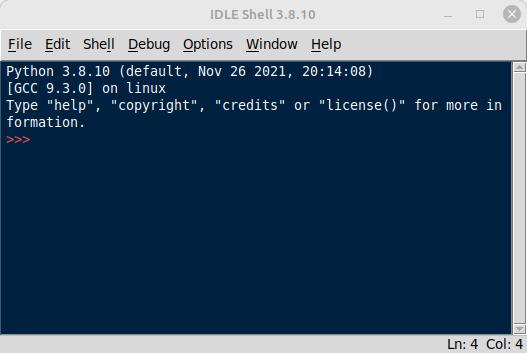 IDLE Shell 3.8.10
File Edit Shell Debug Options Window Help
Python 3.8.10 (default, Nov 26 2021, 20:14:08)
[GCC 9.3.0] on linux
Type "help", "copyright", "credits" or "license()" for more in
formation.
>>>
Ln: 4 Col: 4